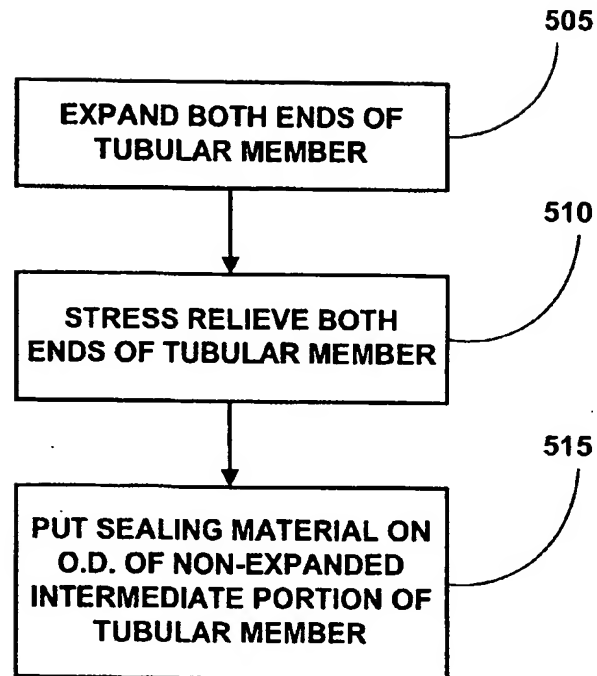 505
EXPAND BOTH ENDS OF
TUBULAR MEMBER
510
STRESS RELIEVE BOTH
ENDS OF TUBULAR MEMBER
515
PUT SEALING MATERIAL ON
O.D. OF NON-EXPANDED
INTERMEDIATE PORTION OF
TUBULAR MEMBER